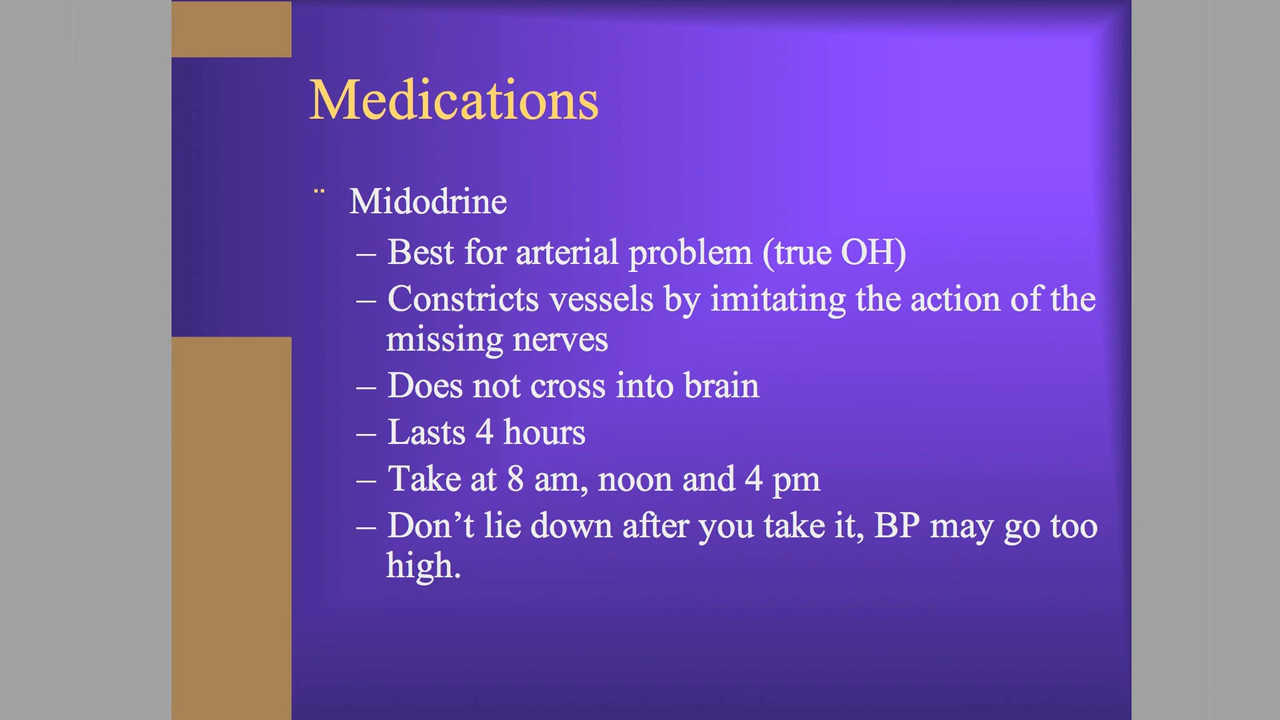 Medications
¨ Midodrine
– Best for arterial problem (true OH)
– Constricts vessels by imitating the action of the
missing nerves
– Does not cross into brain
– Lasts 4 hours
– Take at 8 am, noon and 4 pm
– Don’t lie down after you take it, BP may go too
high.